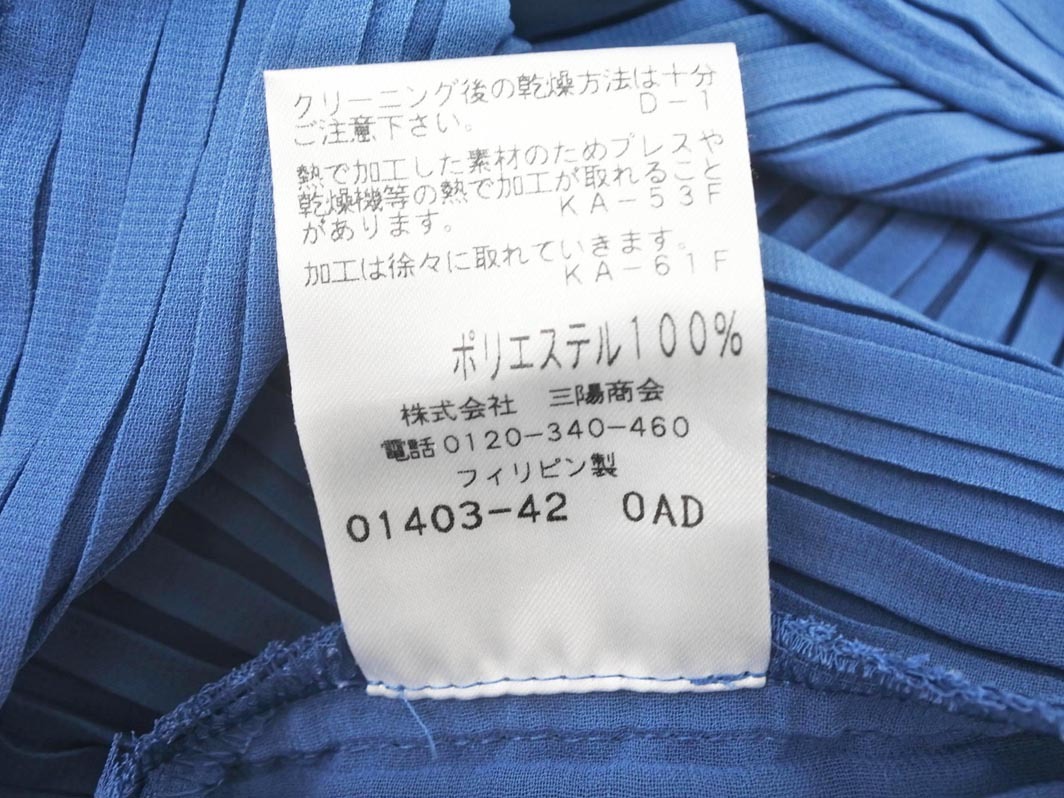 クリーニング後の乾燥方法は十分
ご注意下さい。 D-1
熱で加工した素材のためプレスや
乾燥機等の熱で加工が取れること
があります。 KA-53F
加工は徐々に取れていきます。
KA-61F
ポリエステル100%
株式会社 三陽商会
電話0120-340-460
フィリピン製
01403-42 0AD